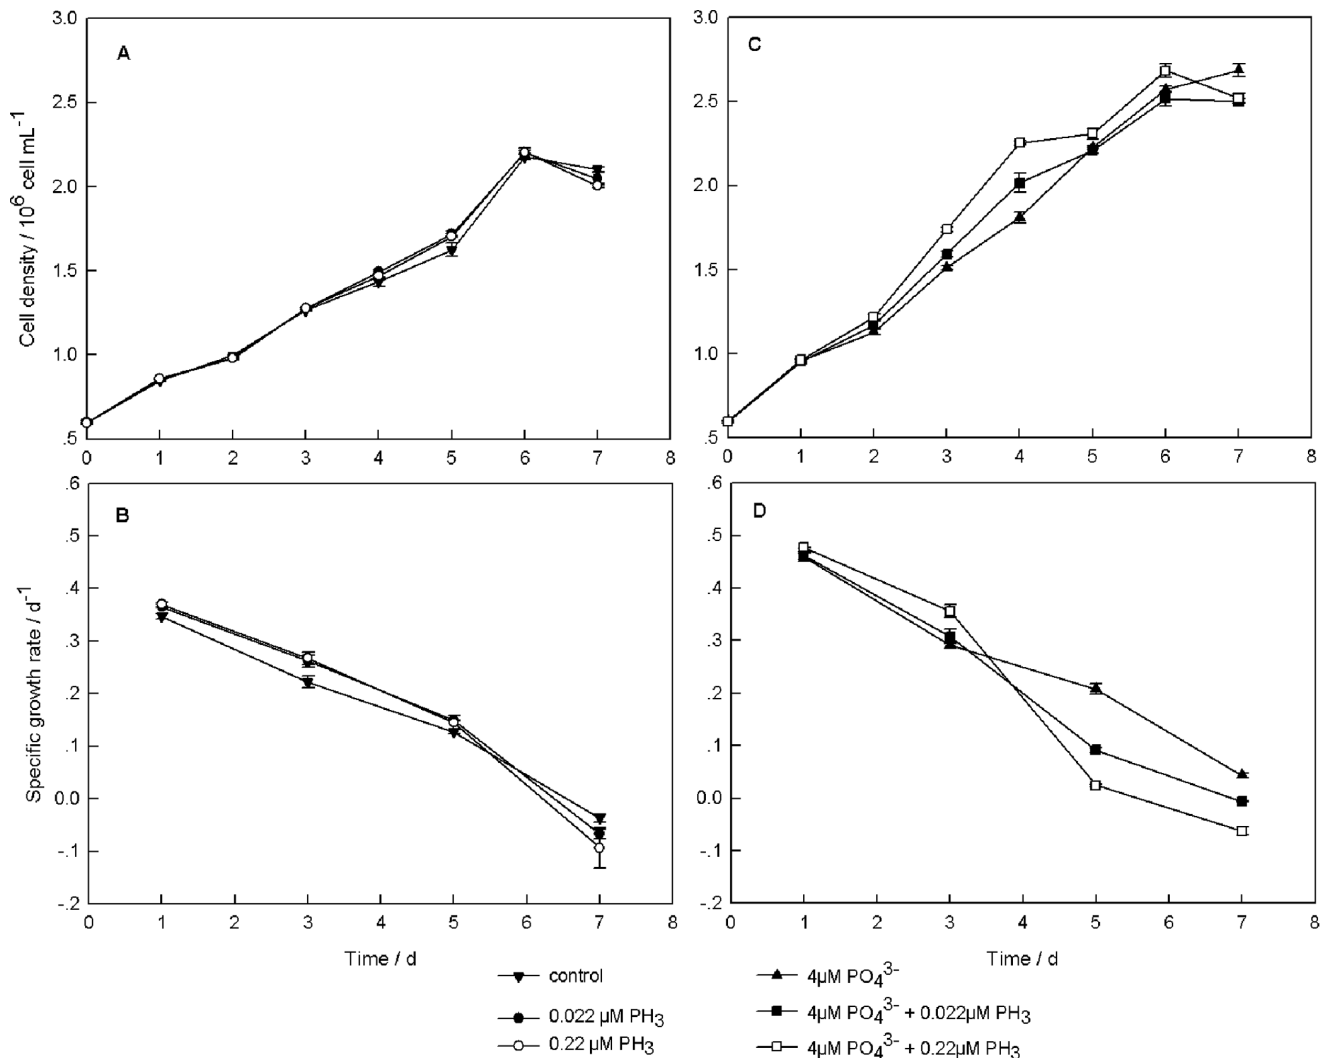 A
Cell density / 10^6 cell mL^-1
3.0
2.5
2.0
1.5
1.0
.5
0 1 2 3 4 5 6 7 8
C
3.0
2.5
2.0
1.5
1.0
.5
0 1 2 3 4 5 6 7 8
B
Specific growth rate / d^-1
.6
.5
.4
.3
.2
.1
0.0
-.1
-.2
0 1 2 3 4 5 6 7 8
Time / d
D
.6
.5
.4
.3
.2
.1
0.0
-.1
-.2
0 1 2 3 4 5 6 7 8
Time / d
control
0.022 µM PH3
0.22 µM PH3
4µM PO4^3-
4µM PO4^3- + 0.022µM PH3
4µM PO4^3- + 0.22µM PH3